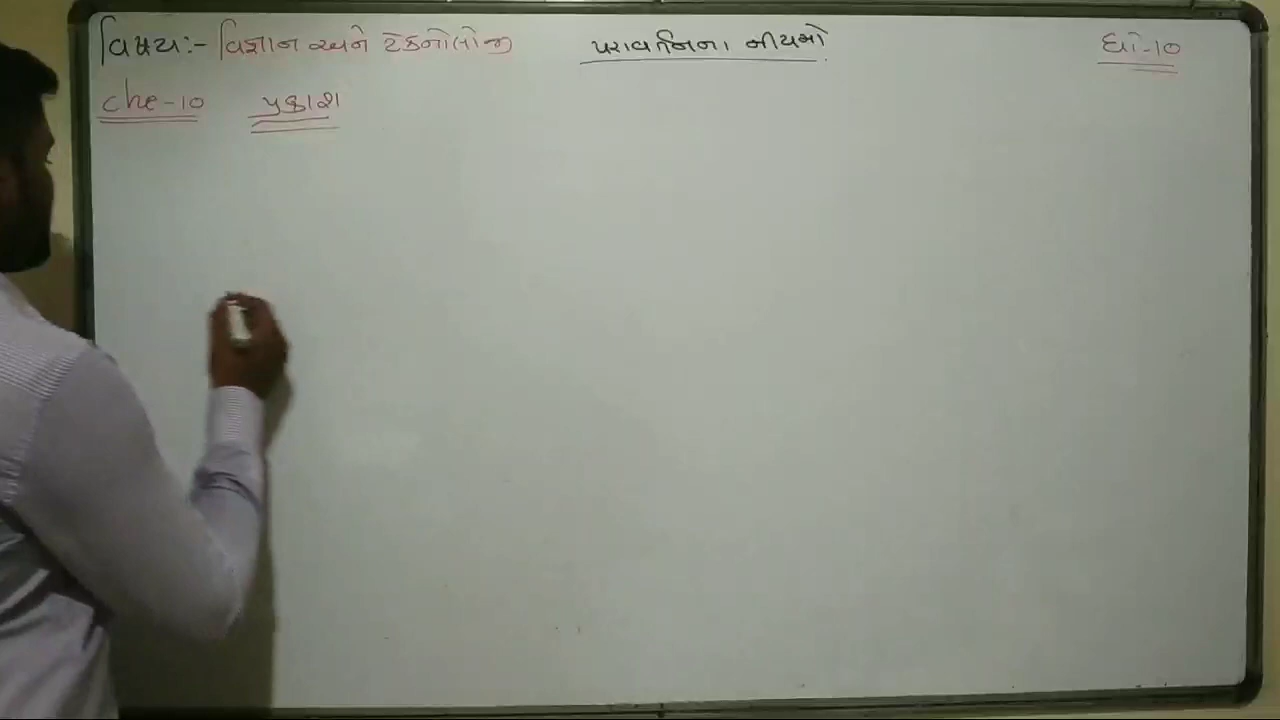 વિષય:- વિજ્ઞાન અને ટેકનોલોજી પરાવર્તનના નીયમો ધો-10
che-10 પ્રકાશ